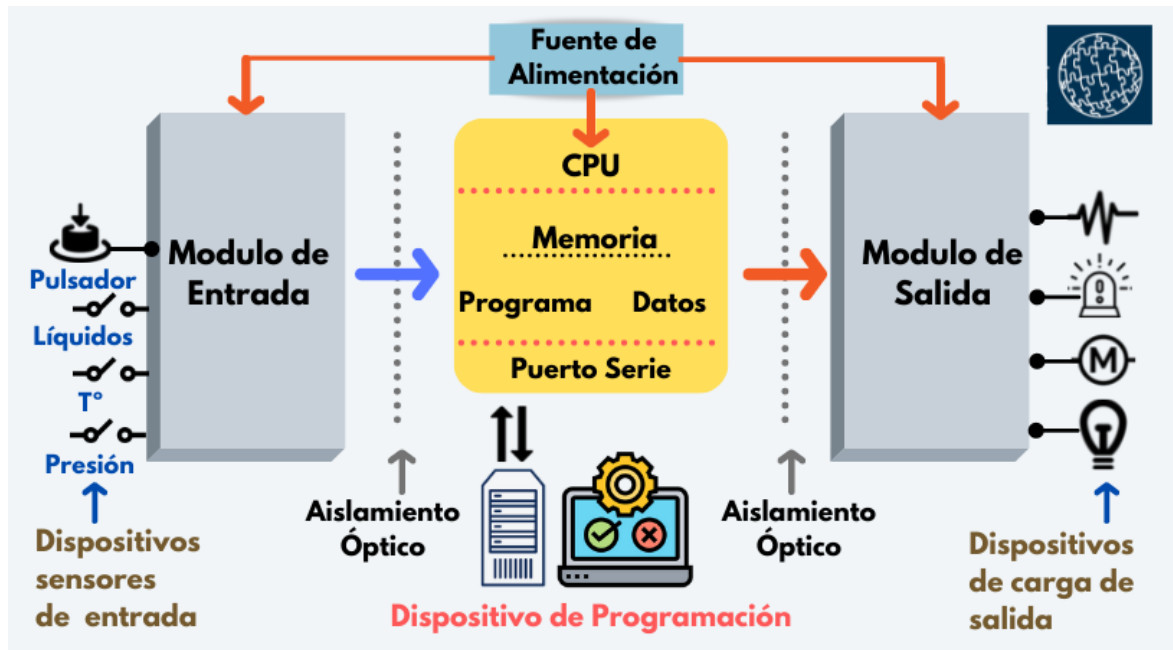 Fuente de
Alimentación
CPU
Memoria
Programa Datos
Puerto Serie
Modulo de
Entrada
Modulo de
Salida
Pulsador
Líquidos
T°
Presión
Dispositivos
sensores
de entrada
Aislamiento
Óptico
Aislamiento
Óptico
Dispositivo de Programación
M
Dispositivos
de carga de
salida